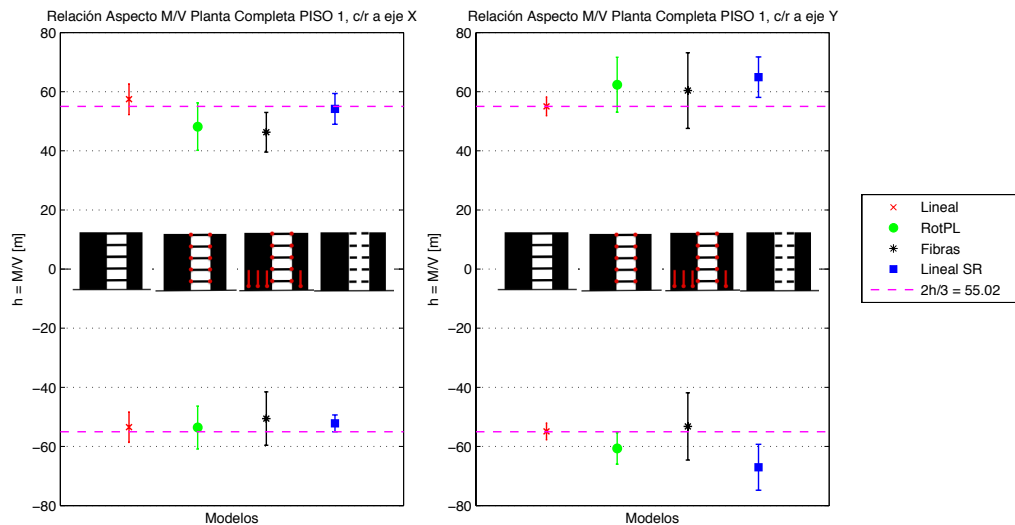 Relación Aspecto M/V Planta Completa PISO 1, c/r a eje X
80
60
40
20
0
−20
−40
−60
−80
h = M/V [m]
Modelos
Relación Aspecto M/V Planta Completa PISO 1, c/r a eje Y
80
60
40
20
0
−20
−40
−60
−80
h = M/V [m]
Modelos
Lineal
RotPL
Fibras
Lineal SR
2h/3 = 55.02